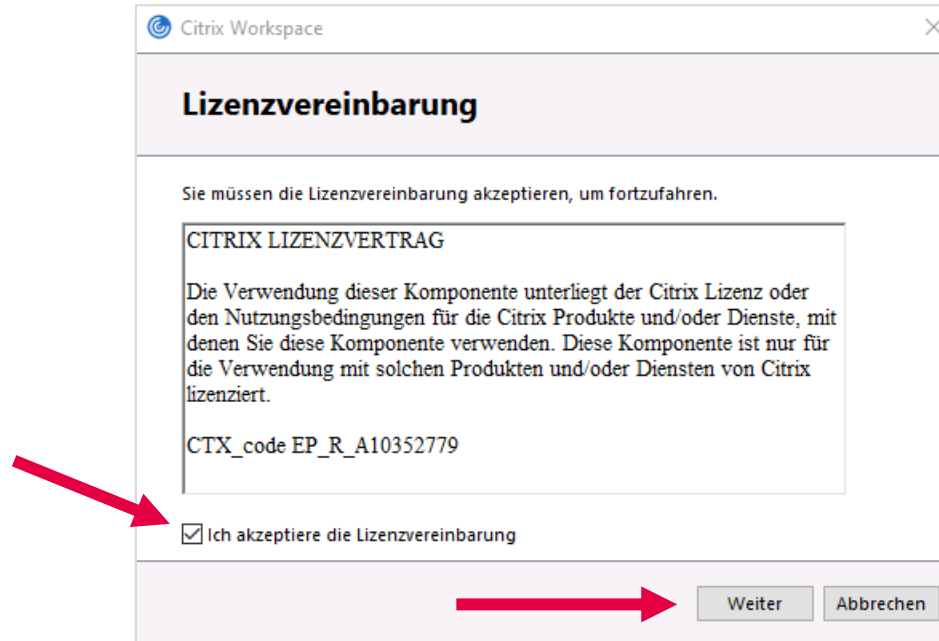 Citrix Workspace
Lizenzvereinbarung
Sie müssen die Lizenzvereinbarung akzeptieren, um fortzufahren.
CITRIX LIZENZVERTRAG
Die Verwendung dieser Komponente unterliegt der Citrix Lizenz oder
den Nutzungsbedingungen für die Citrix Produkte und/oder Dienste, mit
denen Sie diese Komponente verwenden. Diese Komponente ist nur für
die Verwendung mit solchen Produkten und/oder Diensten von Citrix
lizenziert.
CTX_code EP_R_A10352779
Ich akzeptiere die Lizenzvereinbarung
Weiter Abbrechen